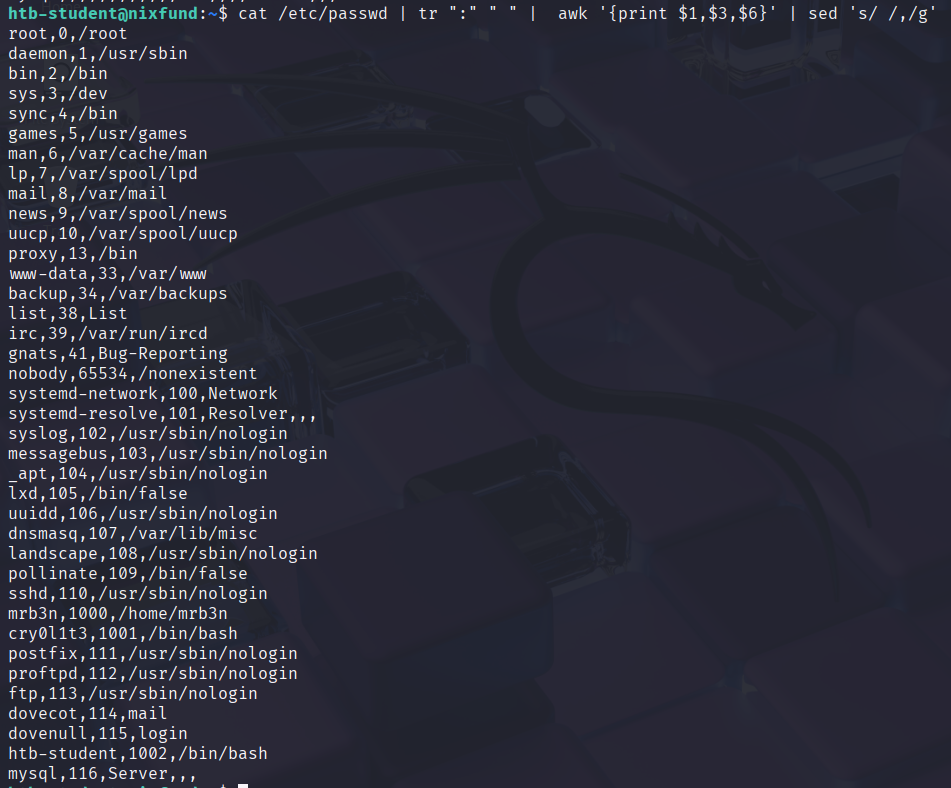 htb-student@nixfund:~$ cat /etc/passwd | tr ":" " " |  awk '{print $1,$3,$6}' | sed 's/ /,/g'
root,0,/root
daemon,1,/usr/sbin
bin,2,/bin
sys,3,/dev
sync,4,/bin
games,5,/usr/games
man,6,/var/cache/man
lp,7,/var/spool/lpd
mail,8,/var/mail
news,9,/var/spool/news
uucp,10,/var/spool/uucp
proxy,13,/bin
www-data,33,/var/www
backup,34,/var/backups
list,38,List
irc,39,/var/run/ircd
gnats,41,Bug-Reporting
nobody,65534,/nonexistent
systemd-network,100,Network
systemd-resolve,101,Resolver,,,
syslog,102,/usr/sbin/nologin
messagebus,103,/usr/sbin/nologin
_apt,104,/usr/sbin/nologin
lxd,105,/bin/false
uuidd,106,/usr/sbin/nologin
dnsmasq,107,/var/lib/misc
landscape,108,/usr/sbin/nologin
pollinate,109,/bin/false
sshd,110,/usr/sbin/nologin
mrb3n,1000,/home/mrb3n
cry0l1t3,1001,/bin/bash
postfix,111,/usr/sbin/nologin
proftpd,112,/usr/sbin/nologin
ftp,113,/usr/sbin/nologin
dovecot,114,mail
dovenull,115,login
htb-student,1002,/bin/bash
mysql,116,Server,,,